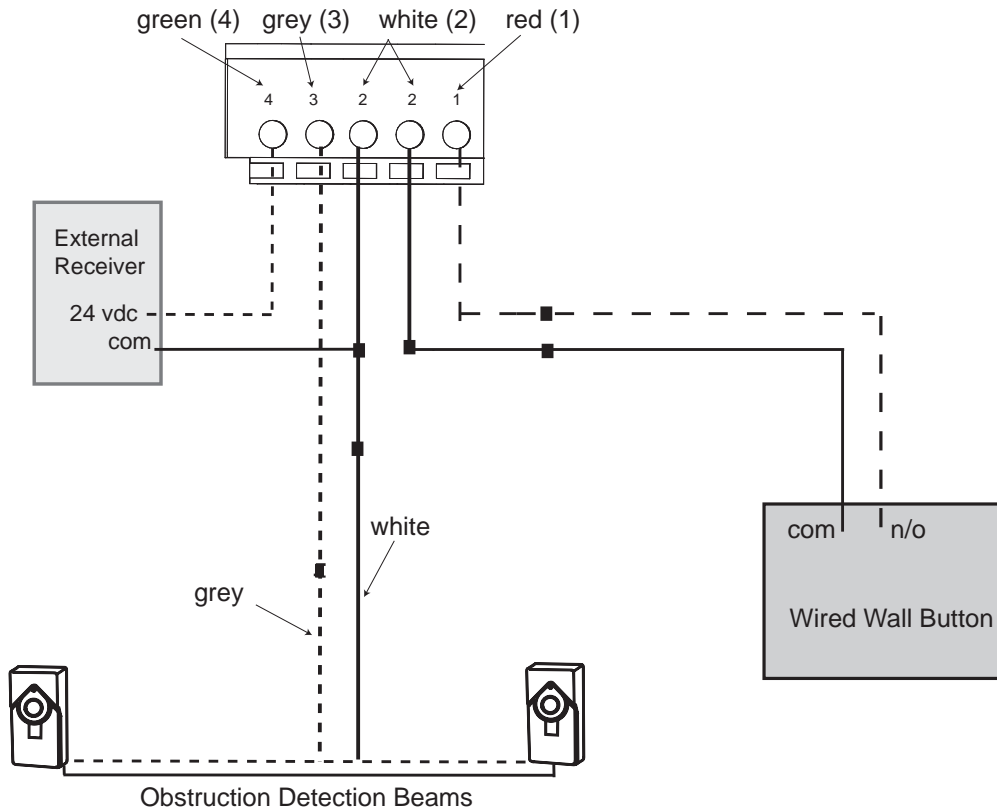 green (4) grey (3) white (2) red (1)
4 3 2 2 1
External
Receiver
24 vdc
com
white
grey
com n/o
Wired Wall Button
Obstruction Detection Beams